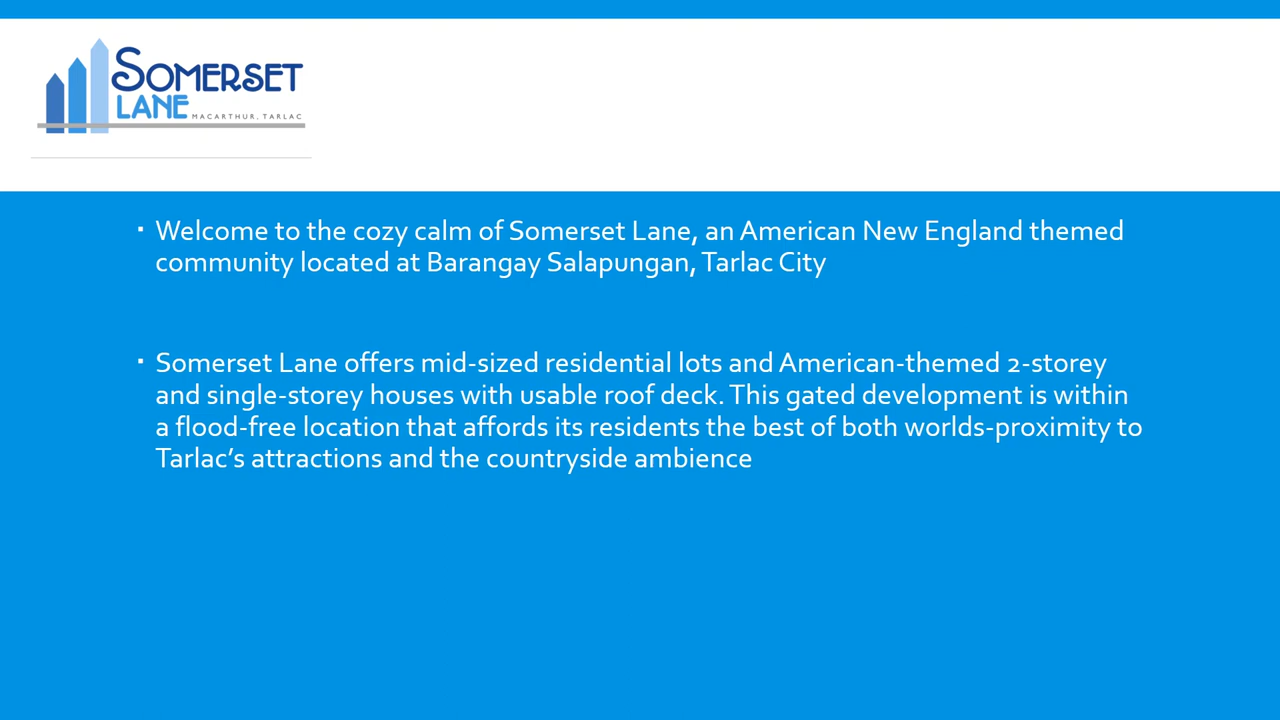 SOMERSET
LANE MACARTHUR, TARLAC
▪ Welcome to the cozy calm of Somerset Lane, an American New England themed
community located at Barangay Salapungan, Tarlac City
▪ Somerset Lane offers mid-sized residential lots and American-themed 2-storey
and single-storey houses with usable roof deck. This gated development is within
a flood-free location that affords its residents the best of both worlds-proximity to
Tarlac’s attractions and the countryside ambience